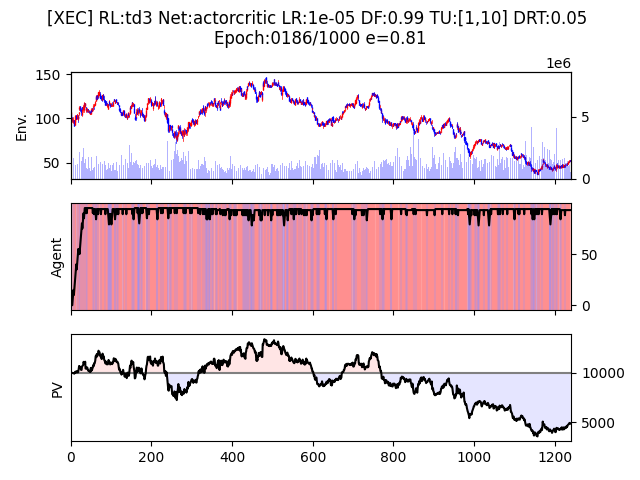 [XEC] RL:td3 Net:actorcritic LR:1e-05 DF:0.99 TU:[1,10] DRT:0.05
Epoch:0186/1000 e=0.81
1e6
150
100
50
Env.
5
0
Agent
50
0
PV
10000
5000
0 200 400 600 800 1000 1200